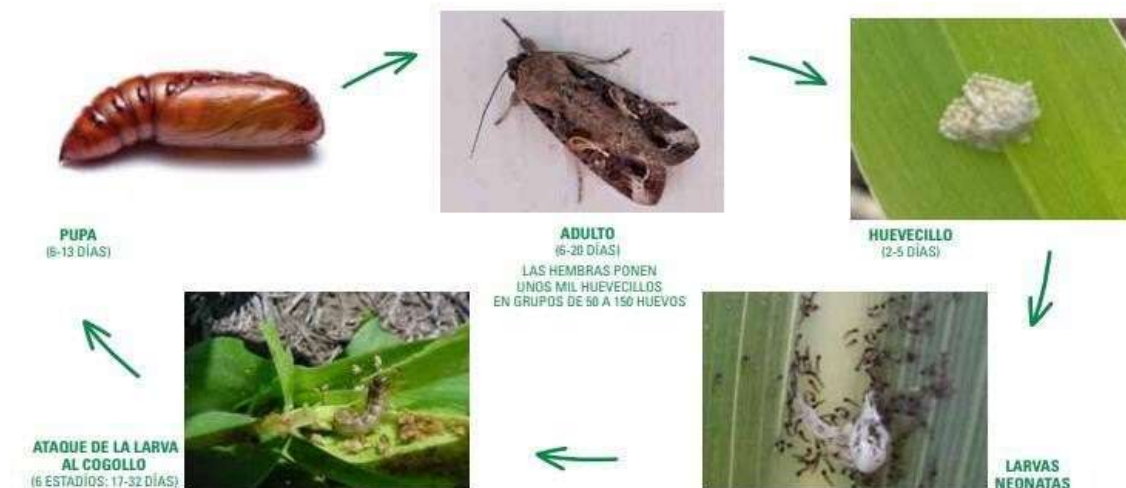 PUPA
(6-13 DÍAS)
ADULTO
(6-20 DÍAS)
LAS HEMBRAS PONEN
UNOS MIL HUEVECILLOS
EN GRUPOS DE 50 A 150 HUEVOS
HUEVECILLO
(2-5 DÍAS)
LARVAS
NEONATAS
ATAQUE DE LA LARVA
AL COGOLLO
(6 ESTADÍOS: 17-32 DÍAS)